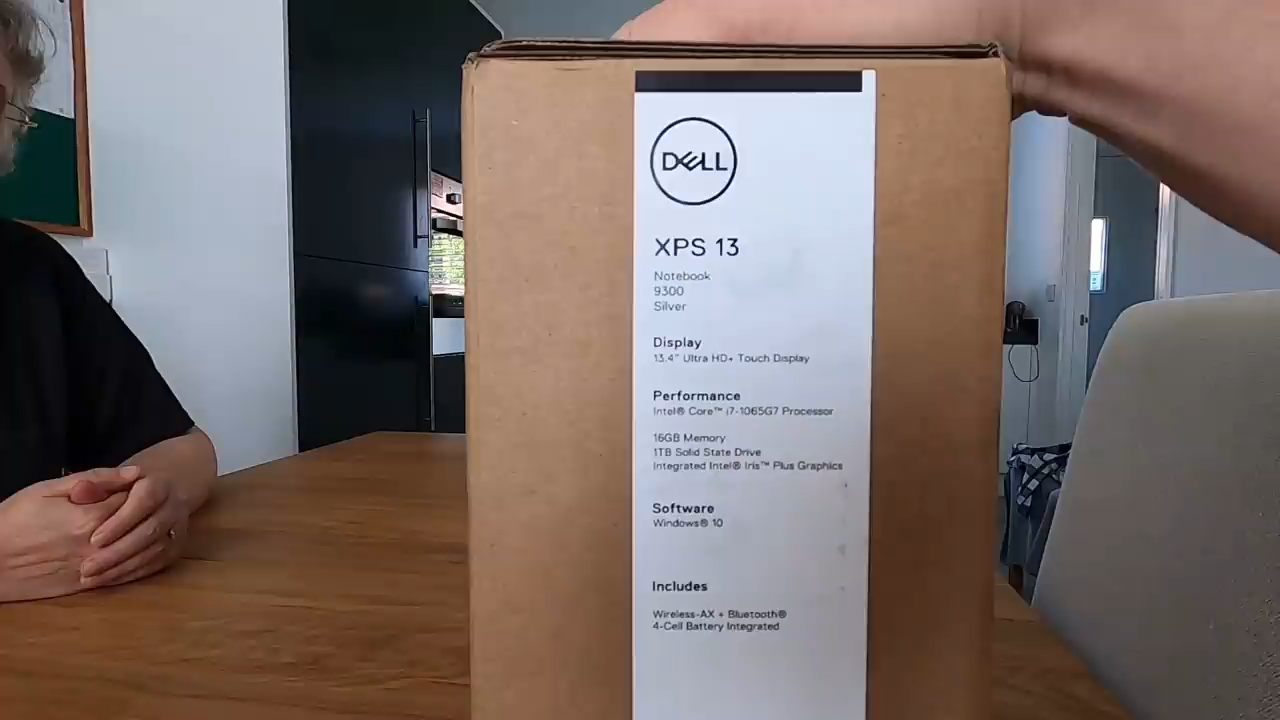 DELL
XPS 13
Notebook
9300
Silver
Display
13.4" Ultra HD+ Touch Display
Performance
Intel® Core™ i7-1065G7 Processor
16GB Memory
1TB Solid State Drive
Integrated Intel® Iris™ Plus Graphics
Software
Windows® 10
Includes
Wireless-AX + Bluetooth®
4-Cell Battery Integrated